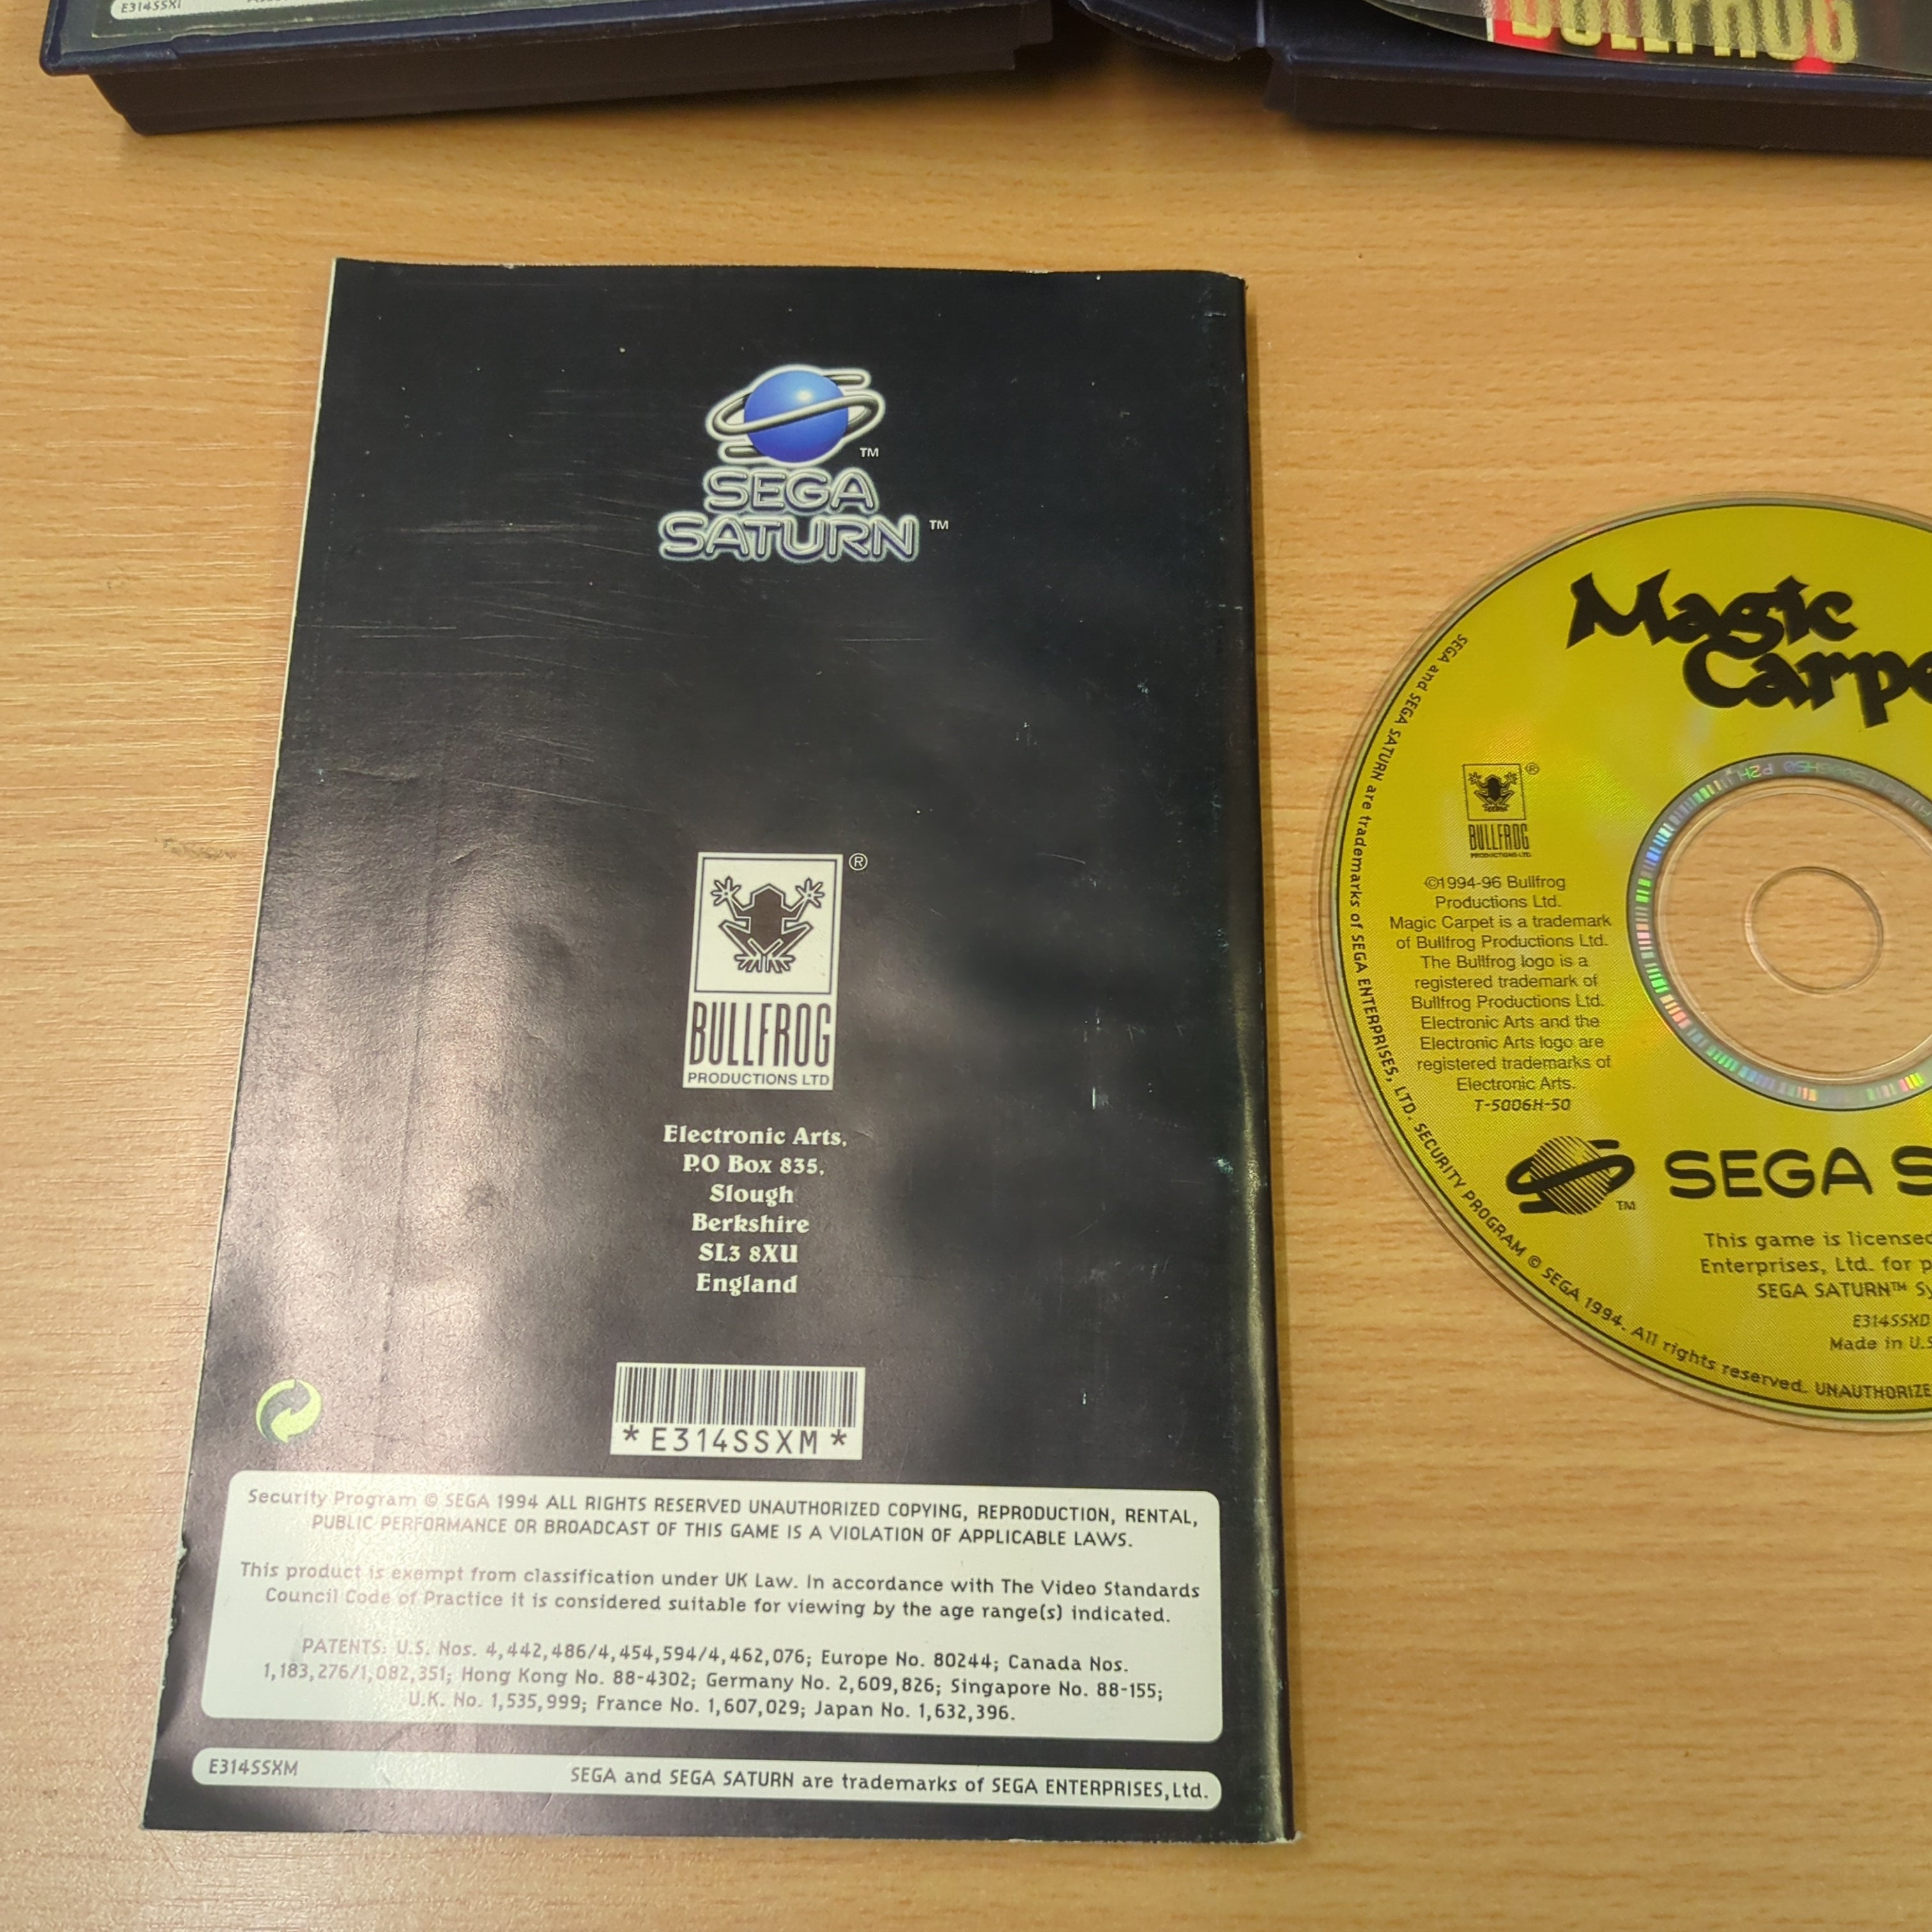 E314SSXI
BULLFROG
TM
SEGA
SATURN TM
®
BULLFROG
PRODUCTIONS LTD
Electronic Arts,
P.O Box 835,
Slough
Berkshire
SL3 8XU
England
*E314SSXM*
Security Program © SEGA 1994 ALL RIGHTS RESERVED UNAUTHORIZED COPYING, REPRODUCTION, RENTAL,
PUBLIC PERFORMANCE OR BROADCAST OF THIS GAME IS A VIOLATION OF APPLICABLE LAWS.
This product is exempt from classification under UK Law. In accordance with The Video Standards
Council Code of Practice it is considered suitable for viewing by the age range(s) indicated.
PATENTS: U.S. Nos. 4,442,486/4,454,594/4,462,076; Europe No. 80244; Canada Nos.
1,183,276/1,082,351; Hong Kong No. 88-4302; Germany No. 2,609,826; Singapore No. 88-155;
U.K. No. 1,535,999; France No. 1,607,029; Japan No. 1,632,396.
E314SSXM SEGA and SEGA SATURN are trademarks of SEGA ENTERPRISES, Ltd.
Magic
Carpe
®
BULLFROG
PRODUCTIONS LTD
©1994-96 Bullfrog
Productions Ltd.
Magic Carpet is a trademark
of Bullfrog Productions Ltd.
The Bullfrog logo is a
registered trademark of
Bullfrog Productions Ltd.
Electronic Arts and the
Electronic Arts logo are
registered trademarks of
Electronic Arts.
T-5006H-50
TM SEGA S
This game is licensed
Enterprises, Ltd. for p
SEGA SATURN™ Sy
E314SSXD
Made in U.S
SEGA and SEGA SATURN are trademarks of SEGA ENTERPRISES, LTD. SECURITY PROGRAM © SEGA 1994. All rights reserved. UNAUTHORIZE